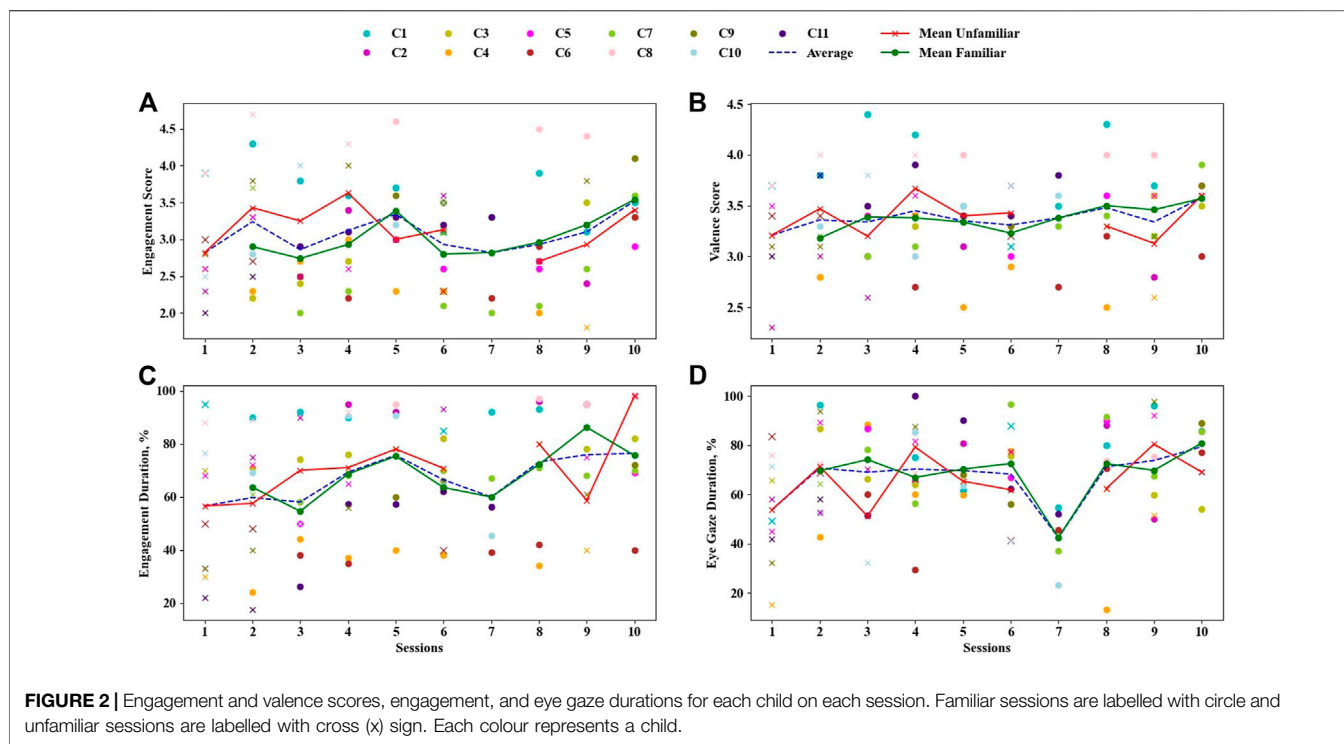 C1 C3 C5 C7 C9 C11 Mean Unfamiliar
C2 C4 C6 C8 C10 Average Mean Familiar
A
Engagement Score
4.5
4.0
3.5
3.0
2.5
2.0
1 2 3 4 5 6 7 8 9 10
B
Valence Score
4.5
4.0
3.5
3.0
2.5
1 2 3 4 5 6 7 8 9 10
C
Engagement Duration, %
100
80
60
40
20
1 2 3 4 5 6 7 8 9 10
Sessions
D
Eye Gaze Duration, %
100
80
60
40
20
1 2 3 4 5 6 7 8 9 10
Sessions
FIGURE 2 | Engagement and valence scores, engagement, and eye gaze durations for each child on each session. Familiar sessions are labelled with circle and
unfamiliar sessions are labelled with cross (x) sign. Each colour represents a child.